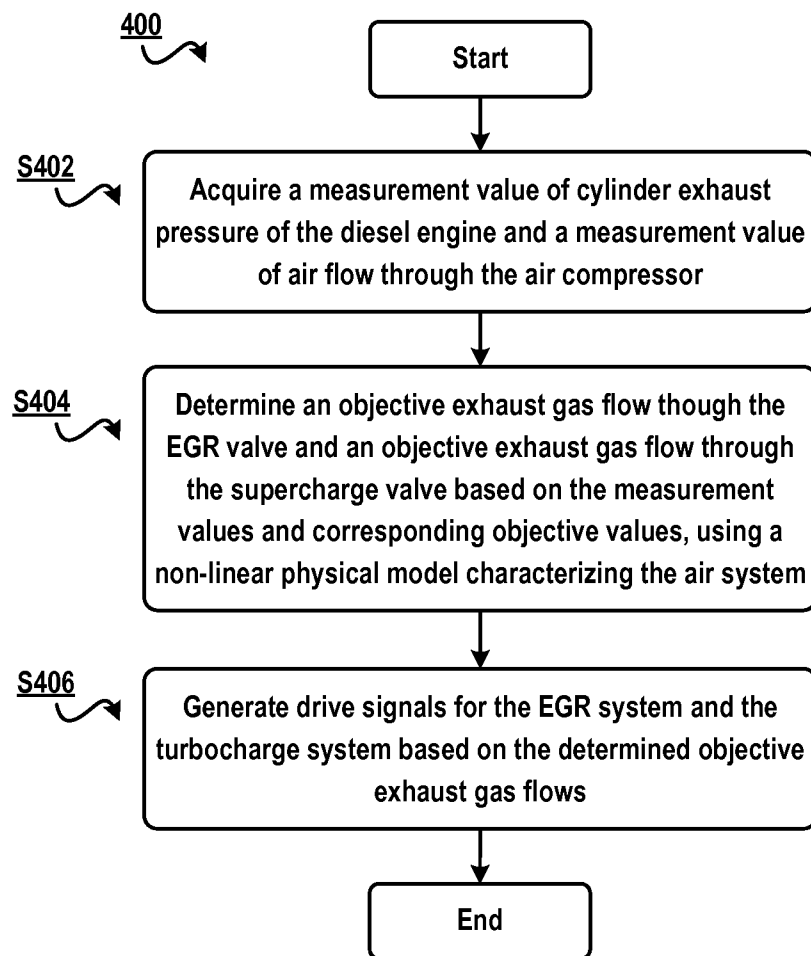 400
Start
S402
Acquire a measurement value of cylinder exhaust
pressure of the diesel engine and a measurement value
of air flow through the air compressor
S404
Determine an objective exhaust gas flow though the
EGR valve and an objective exhaust gas flow through
the supercharge valve based on the measurement
values and corresponding objective values, using a
non-linear physical model characterizing the air system
S406
Generate drive signals for the EGR system and the
turbocharge system based on the determined objective
exhaust gas flows
End